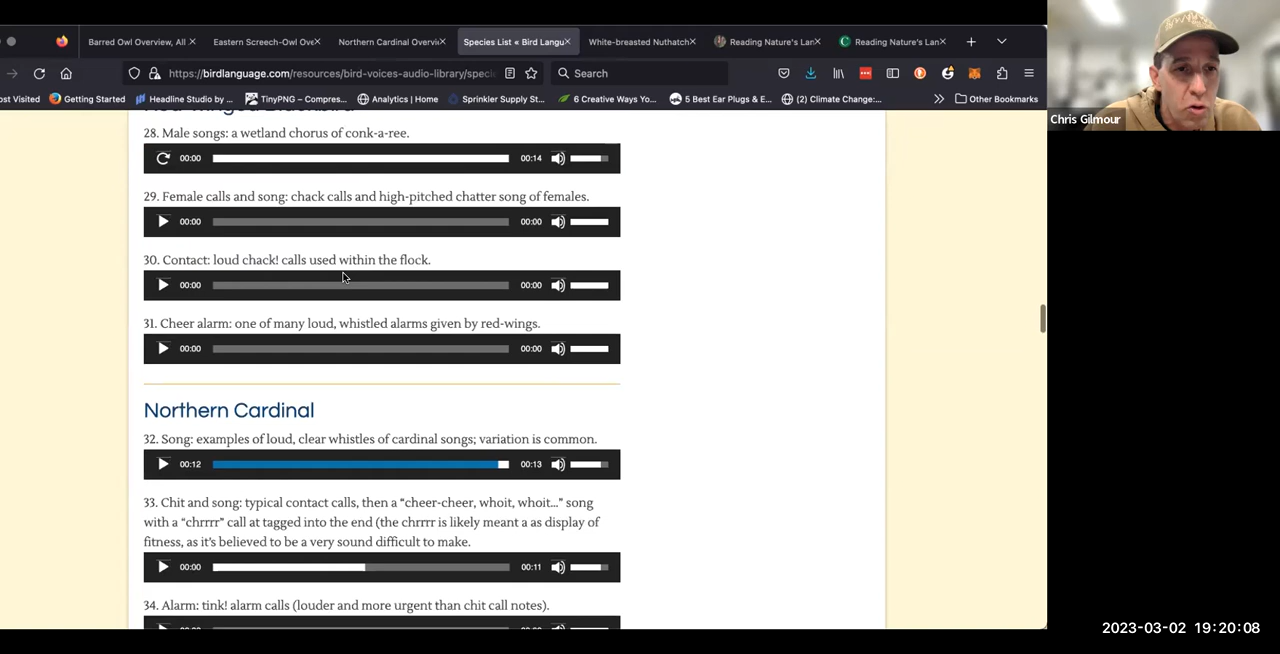 Barred Owl Overview, All
Eastern Screech-Owl Ove
Northern Cardinal Overvi
Species List « Bird Langu
White-breasted Nuthatch
Reading Nature's Lan
Reading Nature's Lan
https://birdlanguage.com/resources/bird-voices-audio-library/specie
Search
ost Visited
Getting Started
Headline Studio by ...
TinyPNG – Compres...
Analytics | Home
Sprinkler Supply St...
6 Creative Ways Yo...
5 Best Ear Plugs & E...
(2) Climate Change:...
Other Bookmarks
Chris Gilmour
28. Male songs: a wetland chorus of conk-a-ree.
00:00 00:14
29. Female calls and song: chack calls and high-pitched chatter song of females.
00:00 00:00
30. Contact: loud chack! calls used within the flock.
00:00 00:00
31. Cheer alarm: one of many loud, whistled alarms given by red-wings.
00:00 00:00
Northern Cardinal
32. Song: examples of loud, clear whistles of cardinal songs; variation is common.
00:12 00:13
33. Chit and song: typical contact calls, then a “cheer-cheer, whoit, whoit...” song
with a “chrrrr” call at tagged into the end (the chrrrr is likely meant a as display of
fitness, as it’s believed to be a very sound difficult to make.
00:00 00:11
34. Alarm: tink! alarm calls (louder and more urgent than chit call notes).
2023-03-02 19:20:08